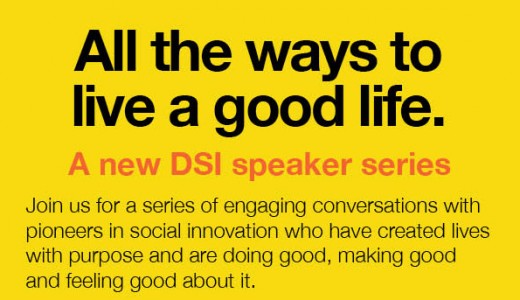 All the ways to
live a good life.
A new DSI speaker series
Join us for a series of engaging conversations with
pioneers in social innovation who have created lives
with purpose and are doing good, making good
and feeling good about it.